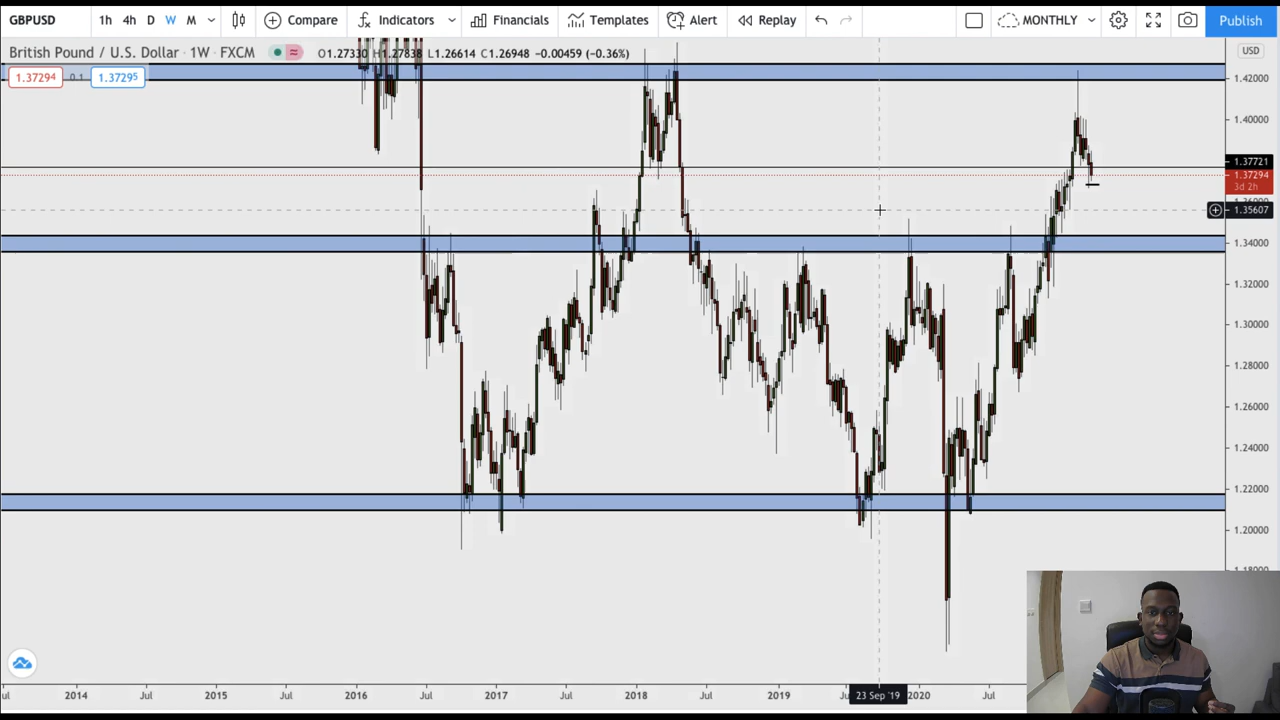 GBPUSD 1h 4h D W M Compare Indicators Financials Templates Alert Replay MONTHLY Publish
British Pound / U.S. Dollar · 1W · FXCM O1.27330 H1.27838 L1.26614 C1.26948 −0.00459 (−0.36%)
USD
1.37294 0.1 1.37295
1.42000
1.40000
1.37721
1.37294
3d 2h
1.35607
1.34000
1.32000
1.30000
1.28000
1.26000
1.24000
1.22000
1.20000
2014 Jul 2015 Jul 2016 Jul 2017 Jul 2018 Jul 2019 23 Sep '19 2020 Jul